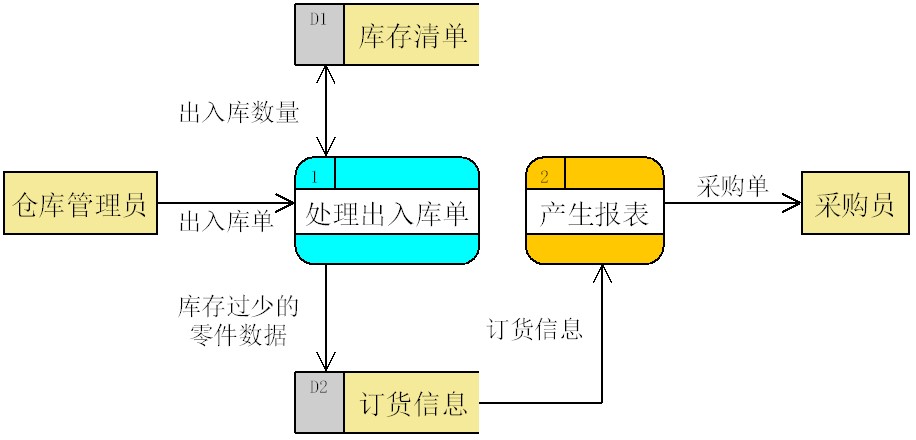 D1
库存清单
出入库数量
仓库管理员
出入库单
1
处理出入库单
2
产生报表
采购单
采购员
库存过少的
零件数据
订货信息
D2
订货信息